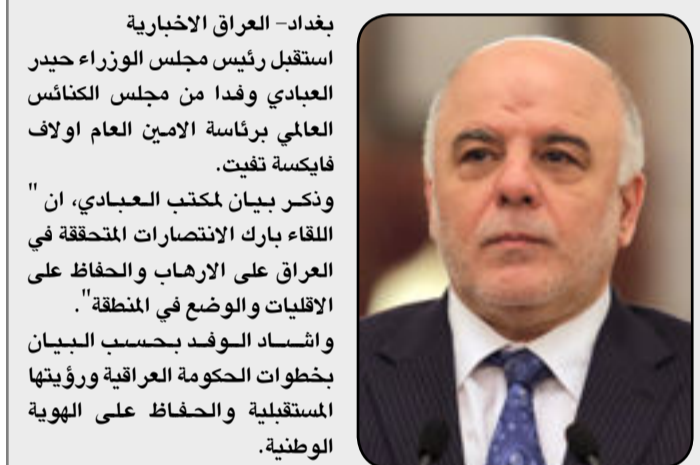 بغداد– العراق الاخبارية
استقبل رئيس مجلس الوزراء حيدر
العبادي وفدا من مجلس الكنائس
العالمي برئاسة الامين العام اولاف
فايكسة تفيت.
وذكر بيان لمكتب العبادي، ان "
اللقاء بارك الانتصارات المتحققة في
العراق على الارهاب والحفاظ على
الاقليات والوضع في المنطقة".
واشاد الوفد بحسب البيان
بخطوات الحكومة العراقية ورؤيتها
المستقبلية والحفاظ على الهوية
الوطنية.